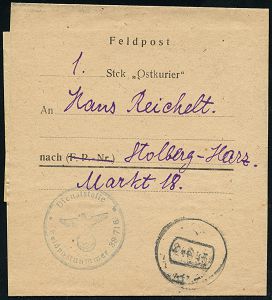 Feldpost
1. Stck „Ostkurier"
An Hans Reichelt.
nach (F.P.-Nr.) Stolberg-Harz.
Markt 18.
Dienststelle
Feldpostnummer